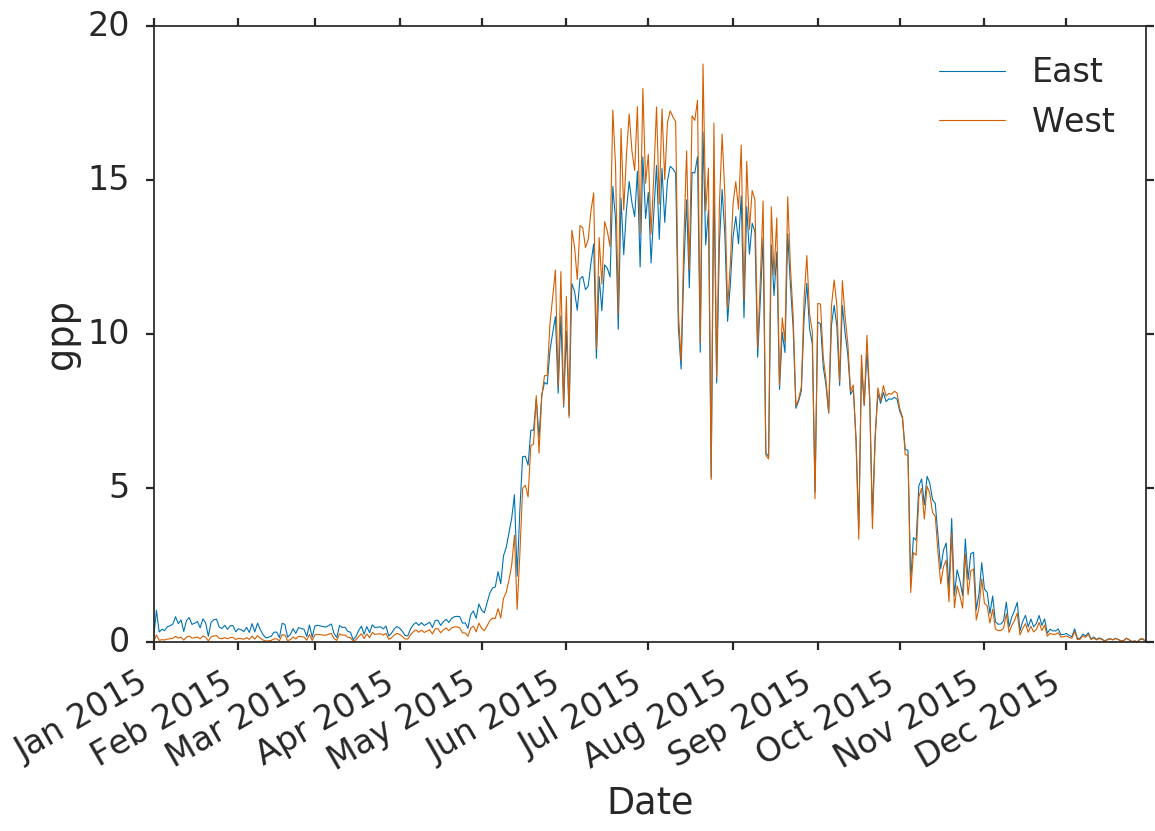 20
15
10
5
0
gpp
East
West
Jan 2015
Feb 2015
Mar 2015
Apr 2015
May 2015
Jun 2015
Jul 2015
Aug 2015
Sep 2015
Oct 2015
Nov 2015
Dec 2015
Date